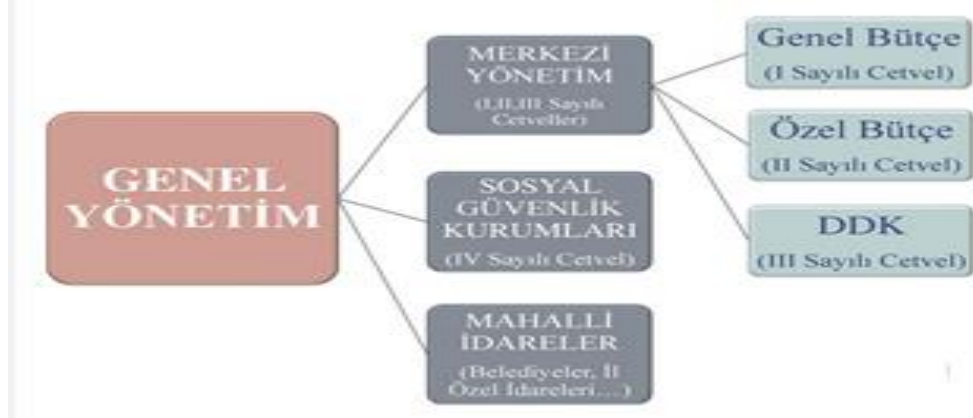 GENEL
YÖNETİM
MERKEZİ
YÖNETİM
(I,II,III Sayılı
Cetveller)
SOSYAL
GÜVENLİK
KURUMLARI
(IV Sayılı Cetvel)
MAHALLİ
İDARELER
(Belediyeler, İl
Özel İdareleri...)
Genel Bütçe
(I Sayılı Cetvel)
Özel Bütçe
(II Sayılı Cetvel)
DDK
(III Sayılı Cetvel)